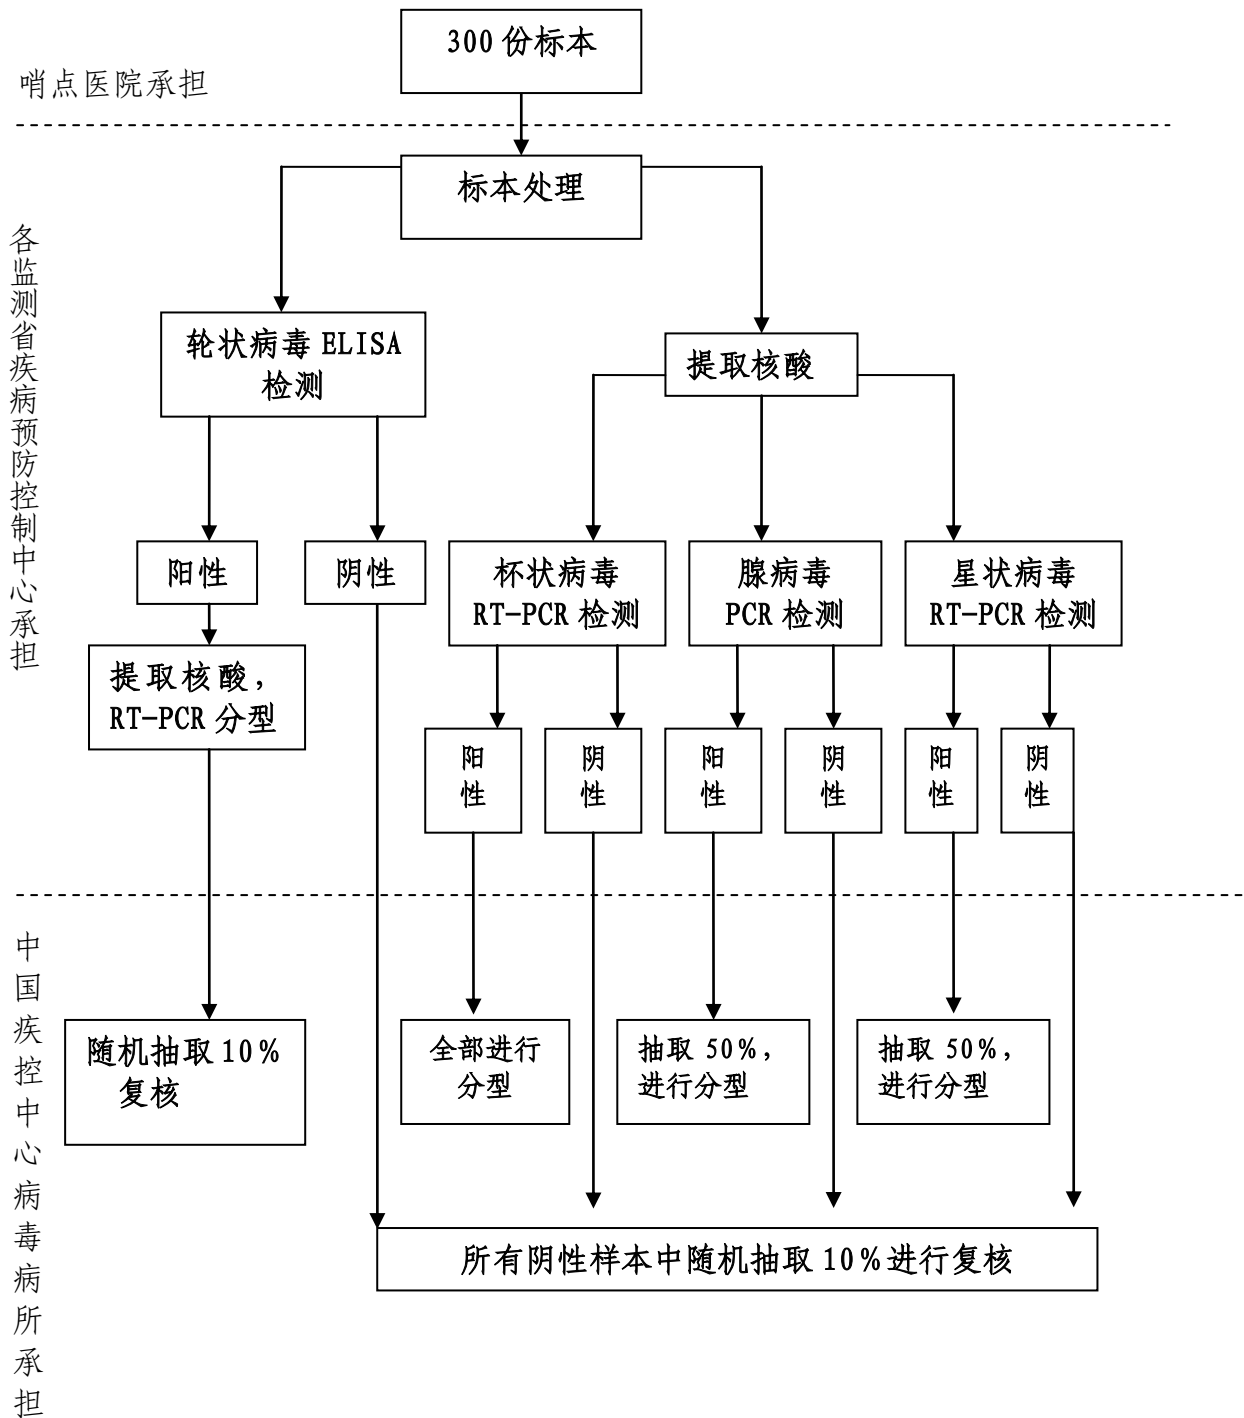 300 份标本
哨点医院承担
标本处理
各监测省疾病预防控制中心承担
轮状病毒 ELISA
检测
提取核酸
阳性
阴性
杯状病毒
RT-PCR 检测
腺病毒
PCR 检测
星状病毒
RT-PCR 检测
提取核酸,
RT-PCR 分型
阳性
阴性
阳性
阴性
阳性
阴性
中国疾控中心病毒病所承担
随机抽取 10%
复核
全部进行
分型
抽取 50%,
进行分型
抽取 50%,
进行分型
所有阴性样本中随机抽取 10%进行复核